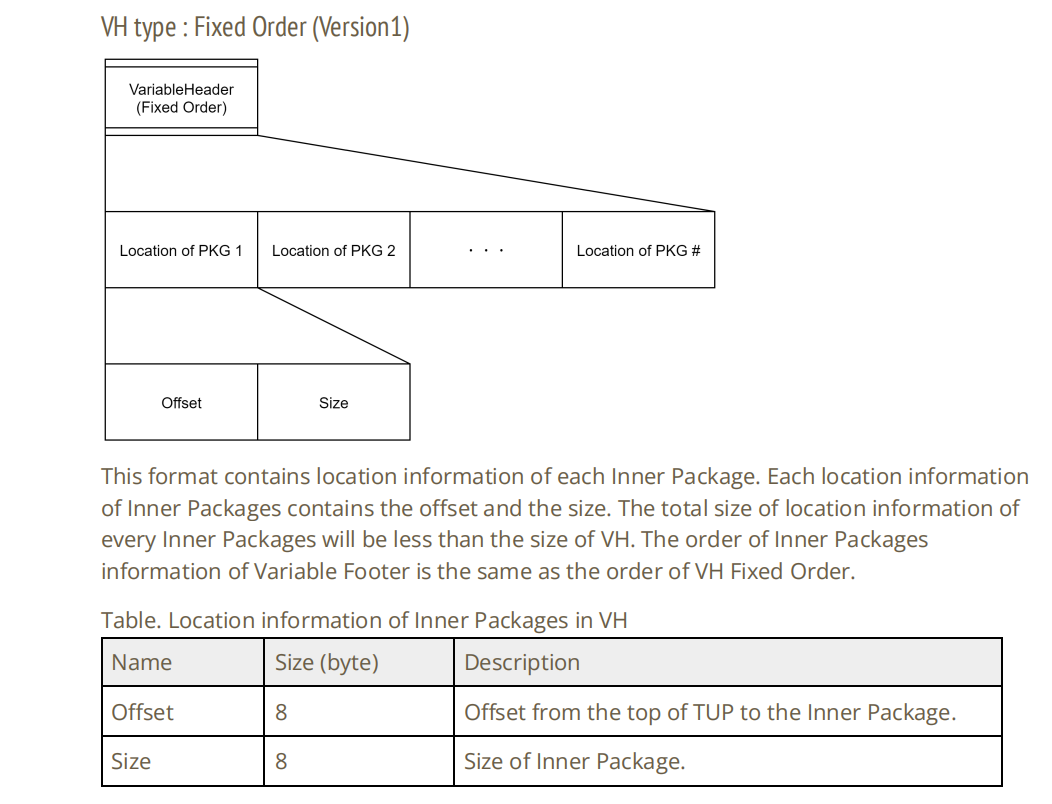 VH type : Fixed Order (Version1)
VariableHeader
(Fixed Order)
Location of PKG 1
Location of PKG 2
· · ·
Location of PKG #
Offset
Size
This format contains location information of each Inner Package. Each location information
of Inner Packages contains the offset and the size. The total size of location information of
every Inner Packages will be less than the size of VH. The order of Inner Packages
information of Variable Footer is the same as the order of VH Fixed Order.
Table. Location information of Inner Packages in VH
Name Size (byte) Description
Offset 8 Offset from the top of TUP to the Inner Package.
Size 8 Size of Inner Package.